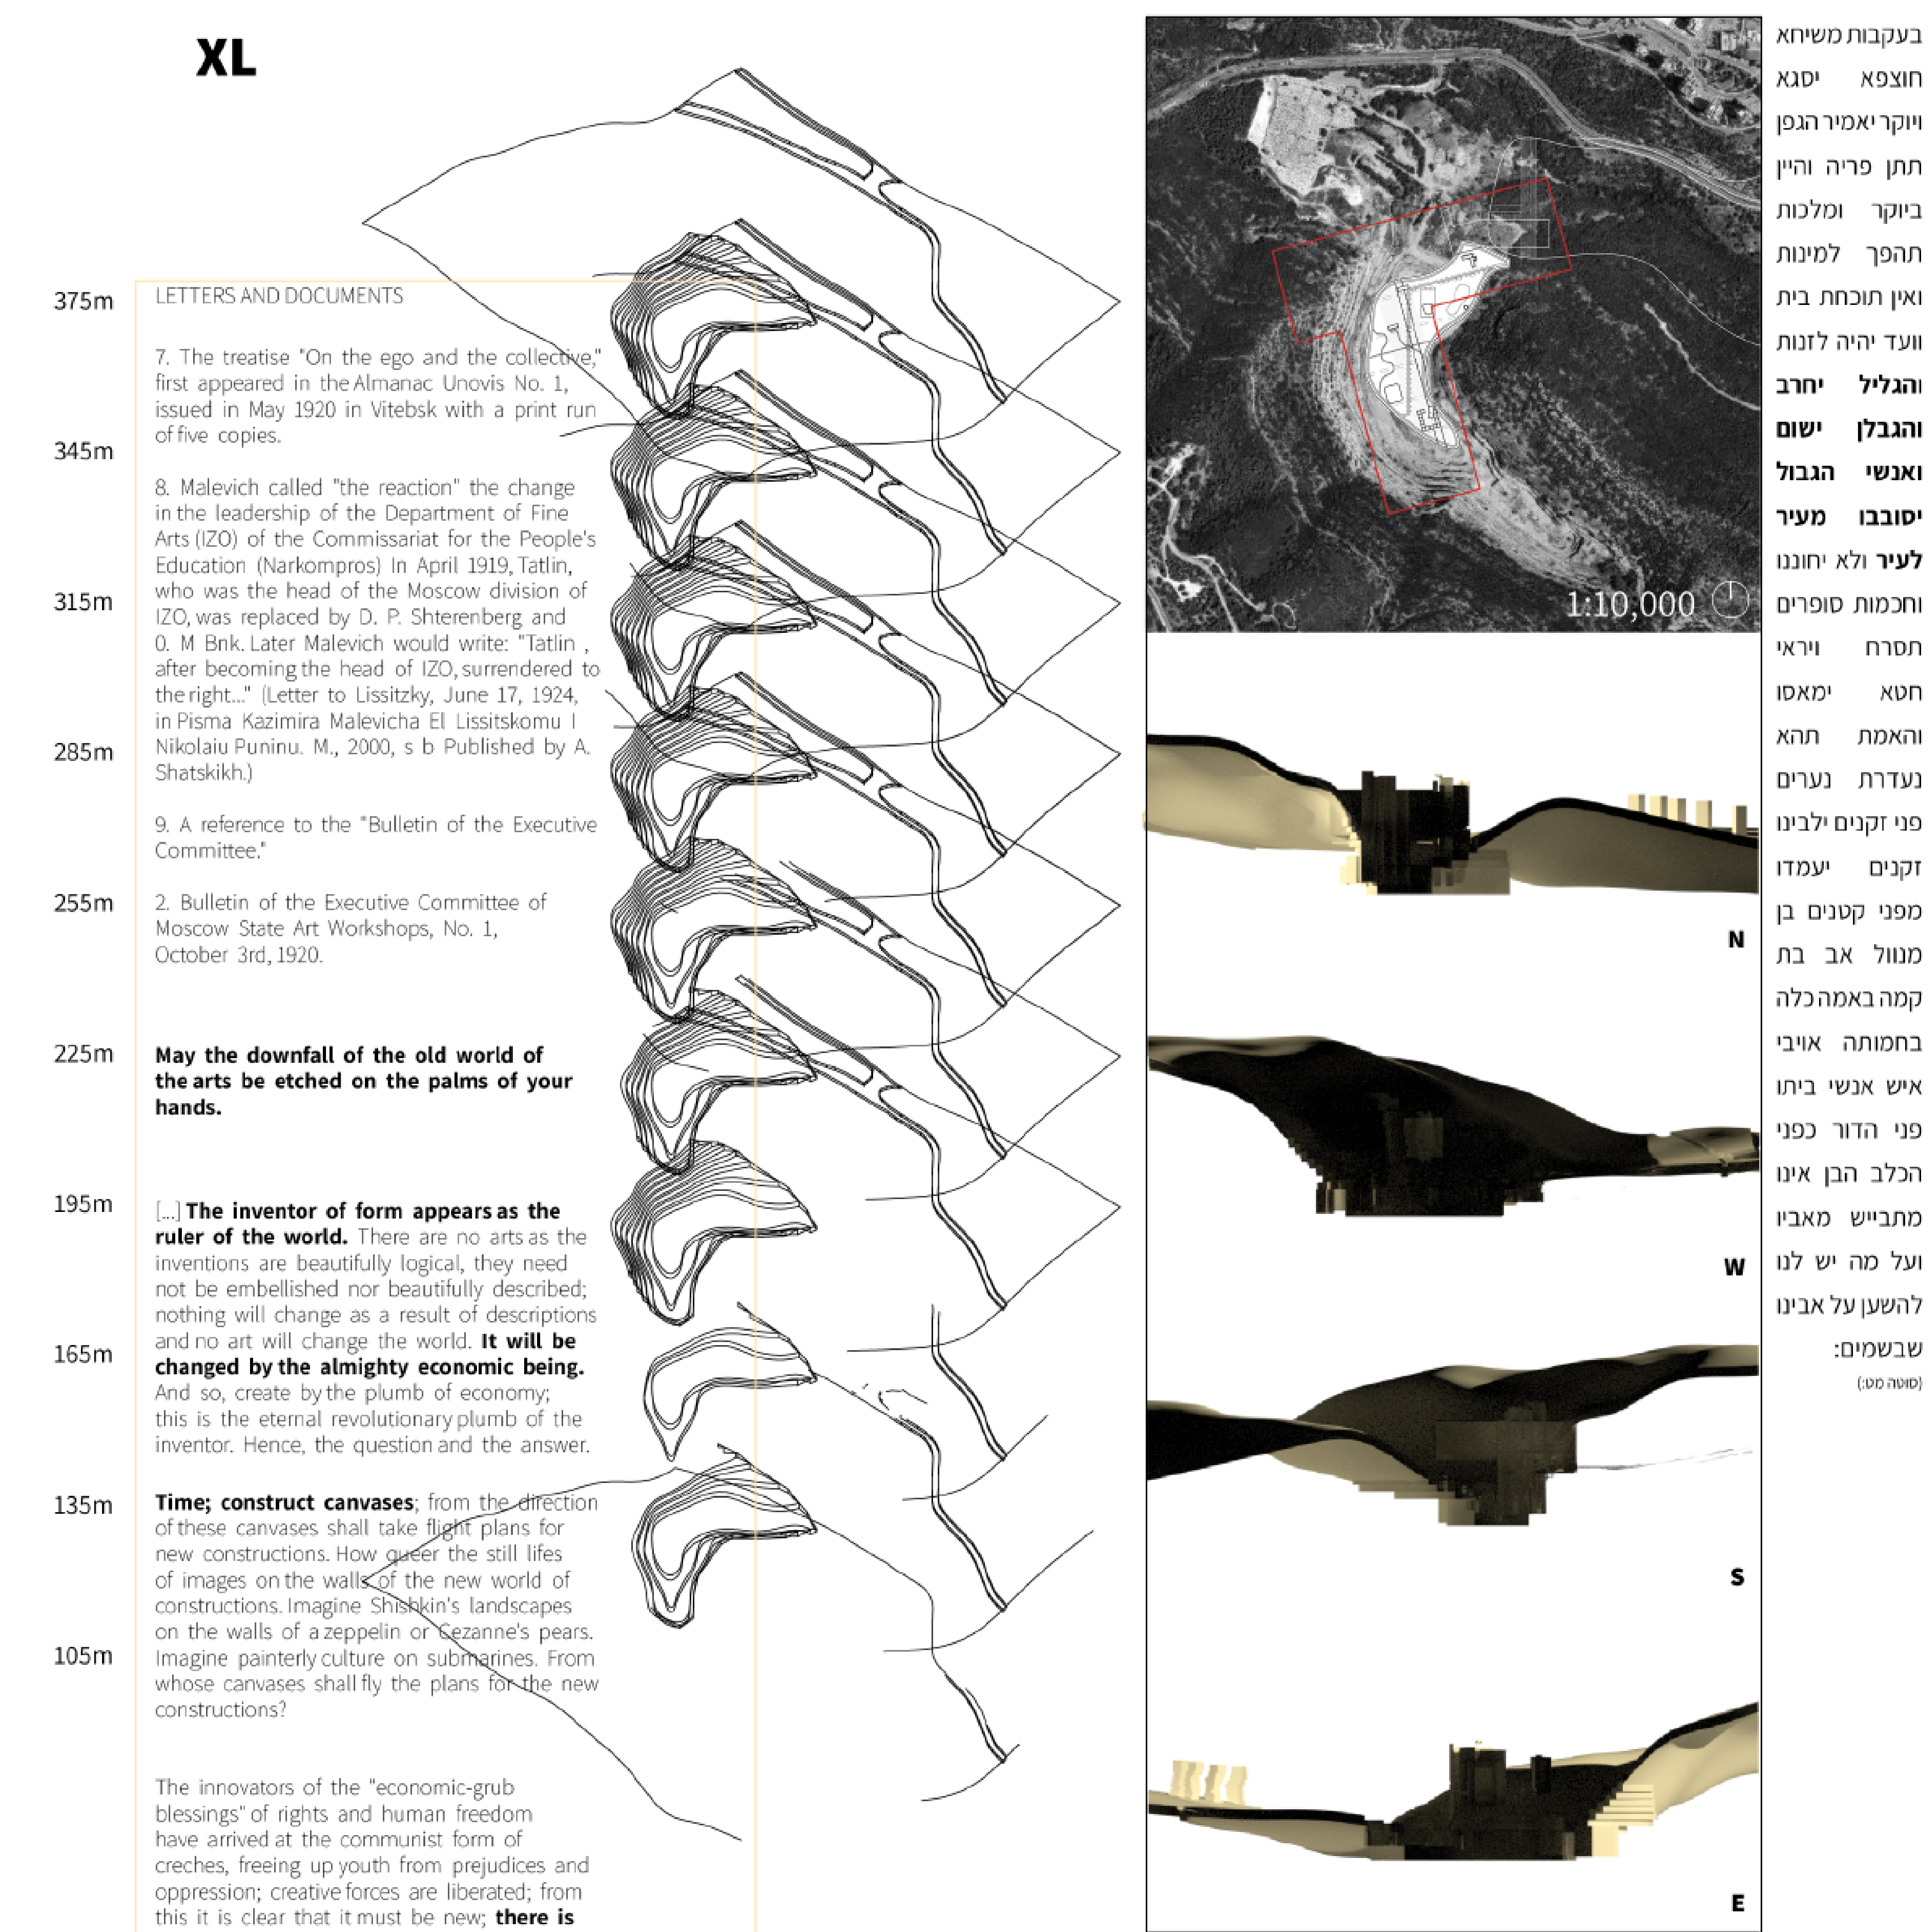 XL
375m
345m
315m
285m
255m
225m
195m
165m
135m
105m
LETTERS AND DOCUMENTS
7. The treatise "On the ego and the collective,"
first appeared in the Almanac Unovis No. 1,
issued in May 1920 in Vitebsk with a print run
of five copies.
8. Malevich called "the reaction" the change
in the leadership of the Department of Fine
Arts (IZO) of the Commissariat for the People's
Education (Narkompros) In April 1919, Tatlin,
who was the head of the Moscow division of
IZO, was replaced by D. P. Shterenberg and
0. M Bnk. Later Malevich would write: "Tatlin ,
after becoming the head of IZO, surrendered to
the right..." (Letter to Lissitzky, June 17, 1924,
in Pisma Kazimira Malevicha El Lissitskomu I
Nikolaiu Puninu. M., 2000, s b Published by A.
Shatskikh.)
9. A reference to the "Bulletin of the Executive
Committee."
2. Bulletin of the Executive Committee of
Moscow State Art Workshops, No. 1,
October 3rd, 1920.
May the downfall of the old world of
the arts be etched on the palms of your
hands.
[...] The inventor of form appears as the
ruler of the world. There are no arts as the
inventions are beautifully logical, they need
not be embellished nor beautifully described;
nothing will change as a result of descriptions
and no art will change the world. It will be
changed by the almighty economic being.
And so, create by the plumb of economy;
this is the eternal revolutionary plumb of the
inventor. Hence, the question and the answer.
Time; construct canvases; from the direction
of these canvases shall take flight plans for
new constructions. How queer the still lifes
of images on the walls of the new world of
constructions. Imagine Shishkin's landscapes
on the walls of a zeppelin or Cezanne's pears.
Imagine painterly culture on submarines. From
whose canvases shall fly the plans for the new
constructions?
The innovators of the "economic-grub
blessings" of rights and human freedom
have arrived at the communist form of
creches, freeing up youth from prejudices and
oppression; creative forces are liberated; from
this it is clear that it must be new; there is
1:10,000
N
W
S
E
בעקבות משיחא
חוצפא יסגא
ויוקר יאמיר הגפן
תתן פריה והיין
ביוקר ומלכות
תהפך למינות
ואין תוכחת בית
וועד יהיה לזנות
והגליל יחרב
והגבלן ישום
ואנשי הגבול
יסובבו מעיר
לעיר ולא יחוננו
וחכמות סופרים
תסרח ויראי
חטא ימאסו
והאמת תהא
נעדרת נערים
פני זקנים ילבינו
זקנים יעמדו
מפני קטנים בן
מנוול אב בת
קמה באמה כלה
בחמותה אויבי
איש אנשי ביתו
פני הדור כפני
הכלב הבן אינו
מתבייש מאביו
ועל מה יש לנו
להשען על אבינו
שבשמים:
(סוטה מט:)